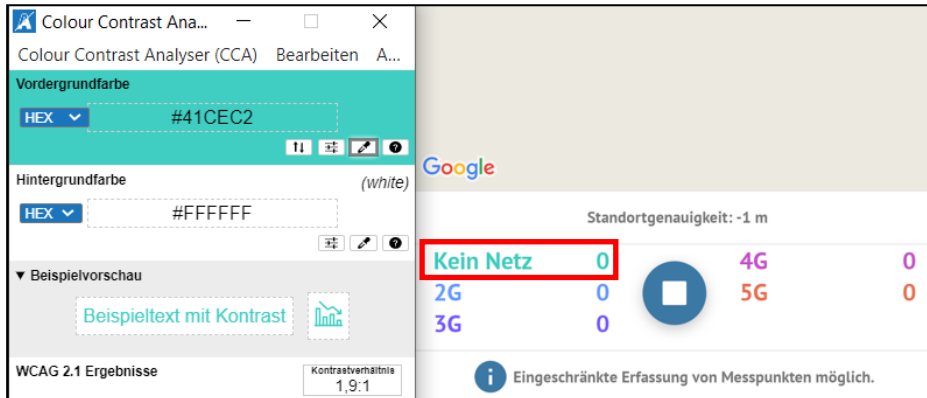 Colour Contrast Ana...
Colour Contrast Analyser (CCA) Bearbeiten A...
Vordergrundfarbe
HEX #41CEC2
Hintergrundfarbe (white)
HEX #FFFFFF
▼ Beispielvorschau
Beispieltext mit Kontrast
WCAG 2.1 Ergebnisse
Kontrastverhältnis
1,9:1
Google
Standortgenauigkeit: -1 m
Kein Netz 0 4G 0
2G 0 5G 0
3G 0
Eingeschränkte Erfassung von Messpunkten möglich.